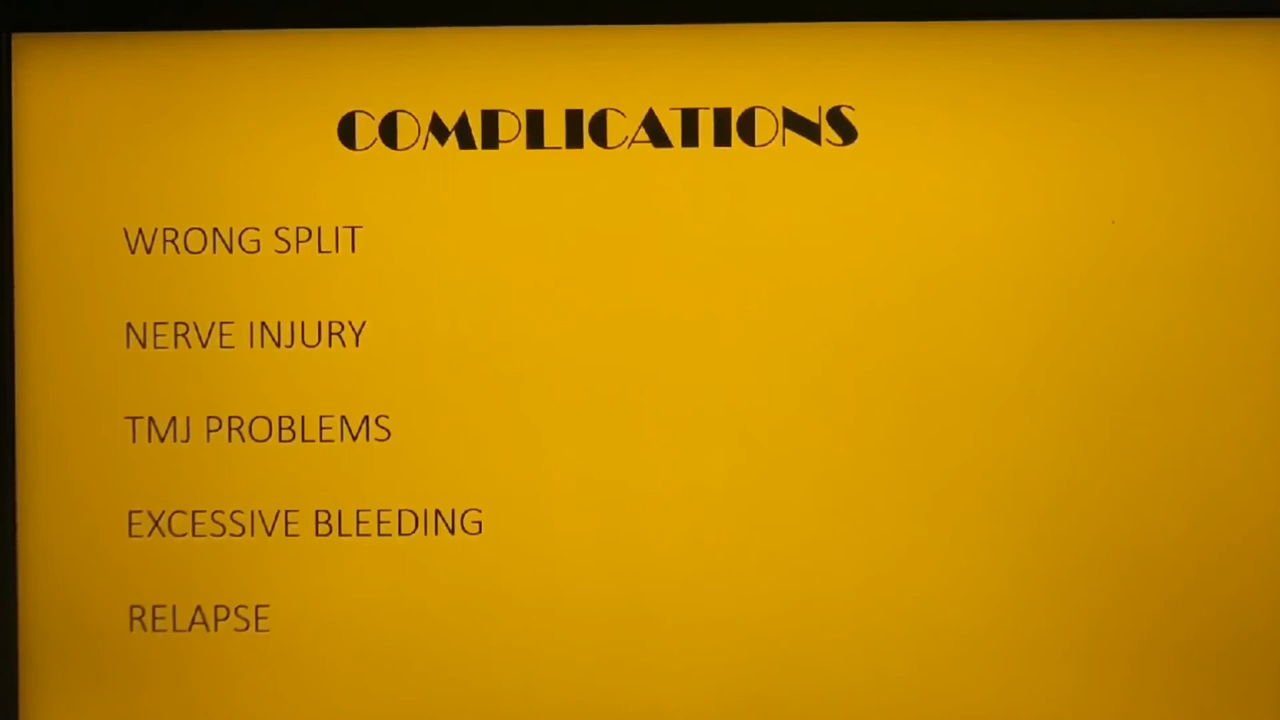 COMPLICATIONS
WRONG SPLIT
NERVE INJURY
TMJ PROBLEMS
EXCESSIVE BLEEDING
RELAPSE